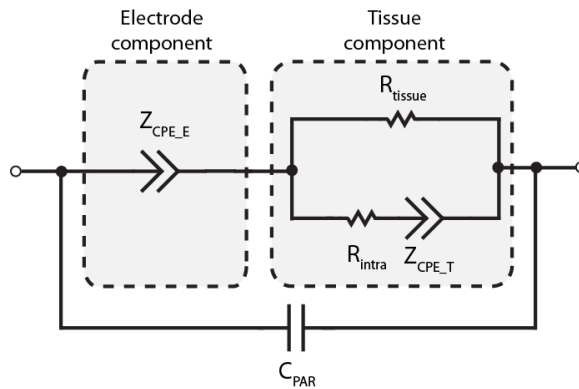 Electrode
component
Tissue
component
Z_CPE_E
R_tissue
R_intra
Z_CPE_T
C_PAR